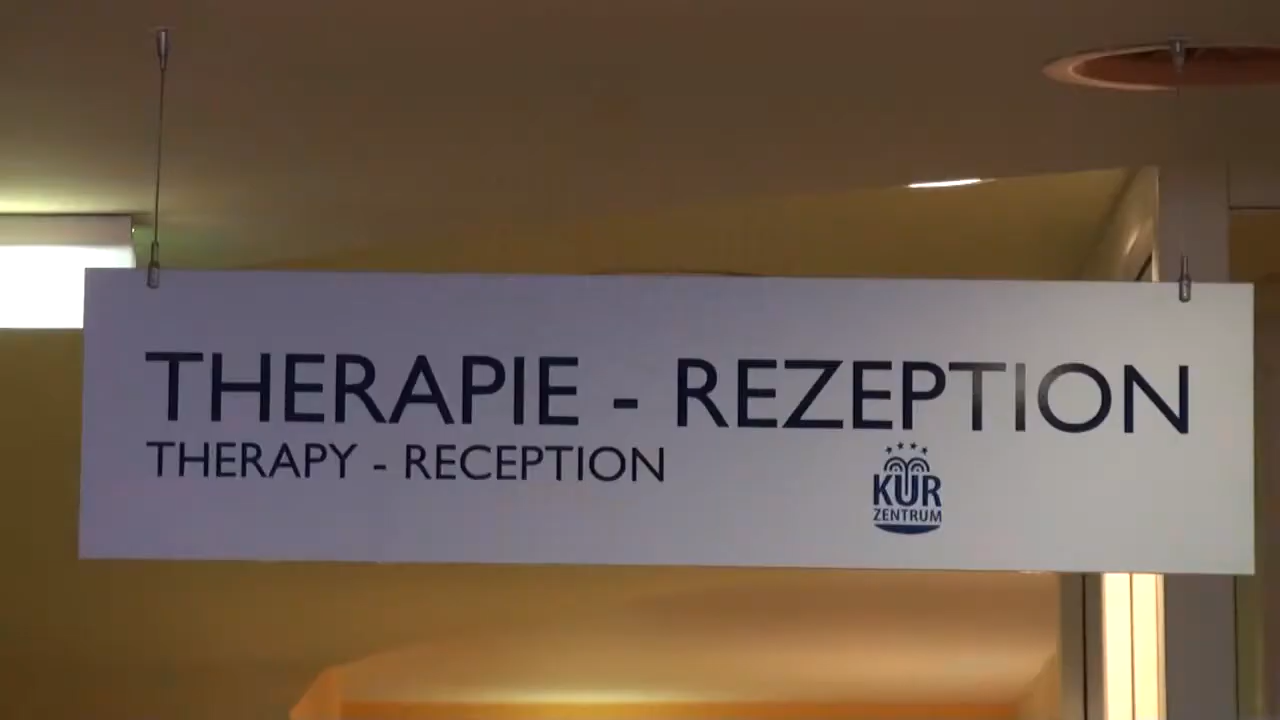 THERAPIE - REZEPTION
THERAPY - RECEPTION
KUR
ZENTRUM